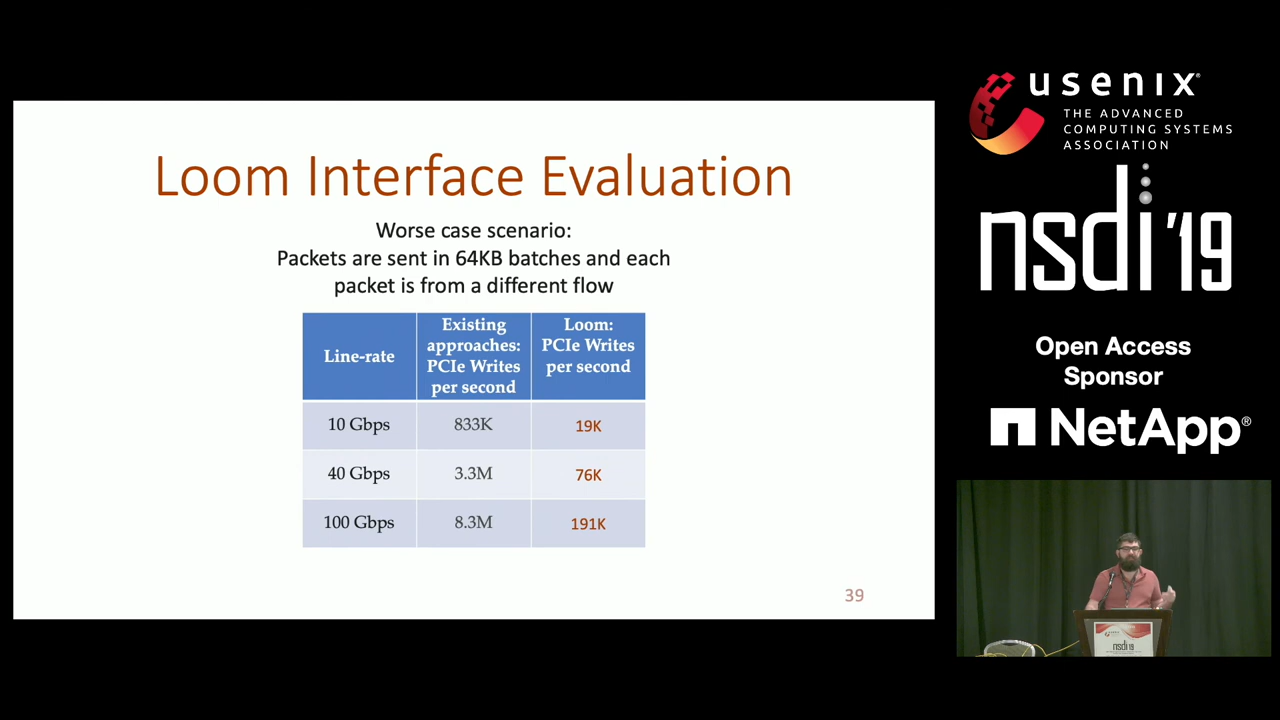 Loom Interface Evaluation
Worse case scenario:
Packets are sent in 64KB batches and each
packet is from a different flow
Line-rate
Existing
approaches:
PCIe Writes
per second
Loom:
PCIe Writes
per second
10 Gbps
833K
19K
40 Gbps
3.3M
76K
100 Gbps
8.3M
191K
39
usenix®
THE ADVANCED
COMPUTING SYSTEMS
ASSOCIATION
nsdi '19
Open Access
Sponsor
NetApp®
usenix
nsdi 19